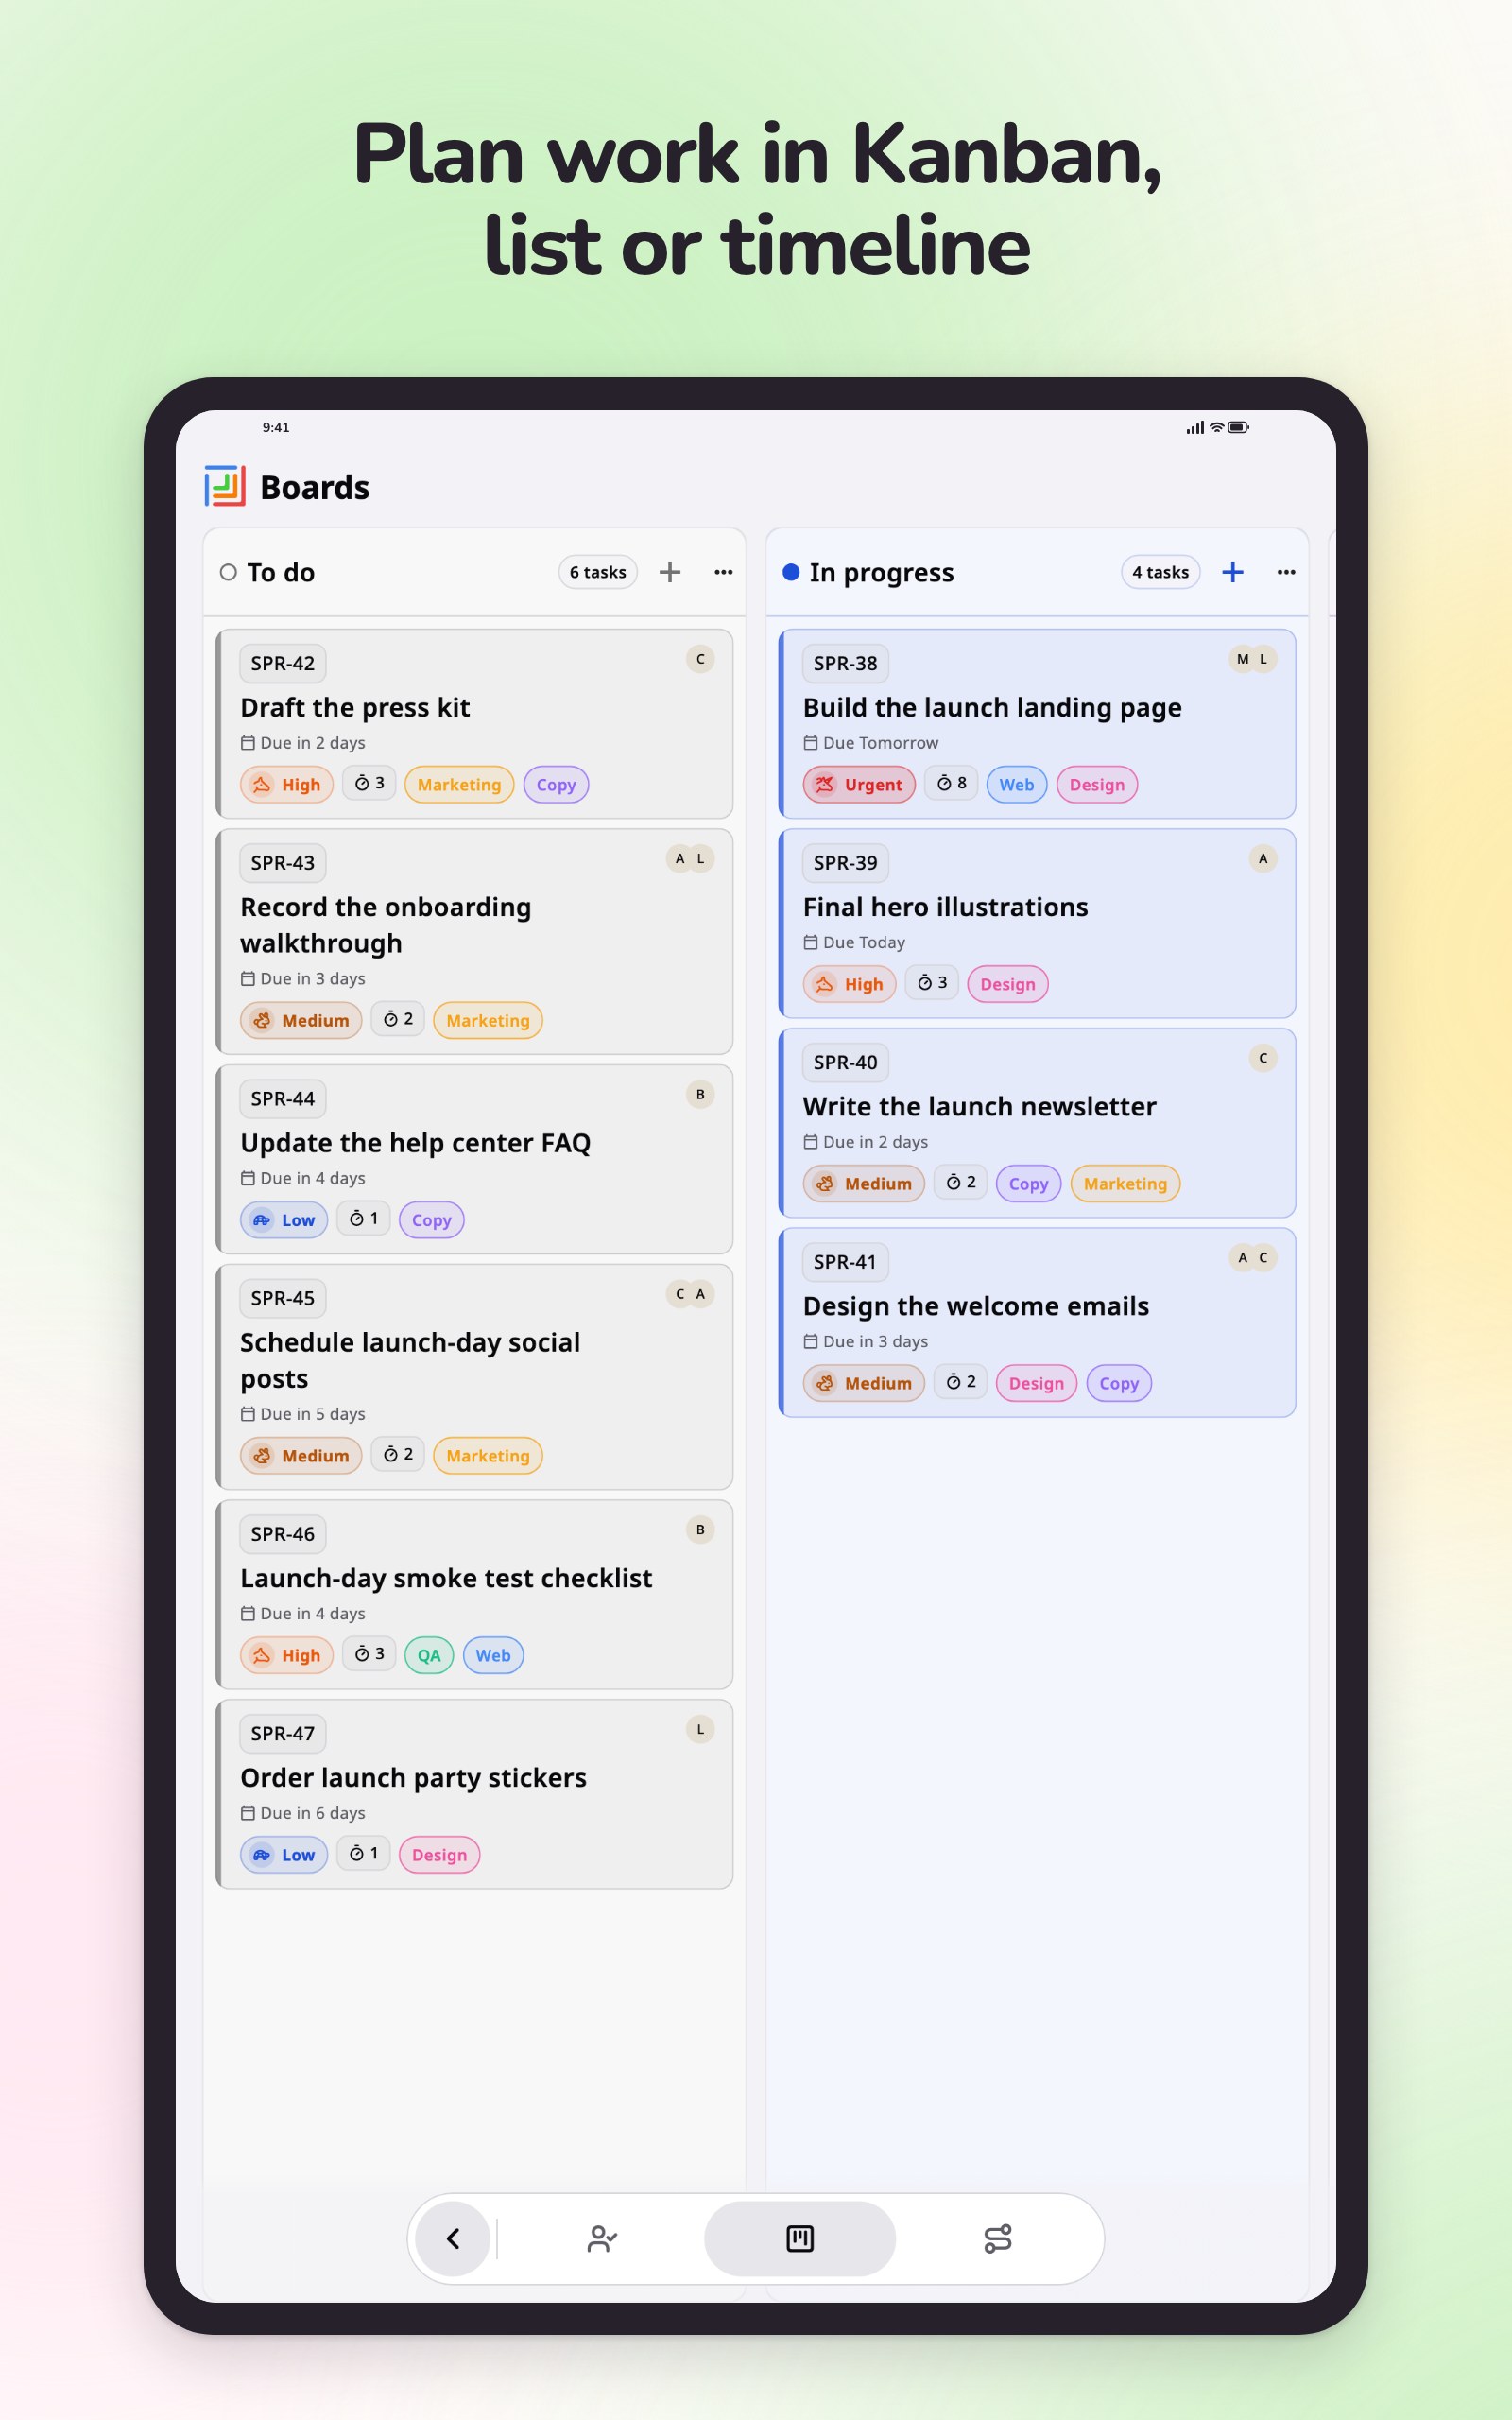 Plan work in Kanban,
list or timeline
9:41
Boards
To do
6 tasks
SPR-42
C
Draft the press kit
Due in 2 days
High
3
Marketing
Copy
SPR-43
A L
Record the onboarding
walkthrough
Due in 3 days
Medium
2
Marketing
SPR-44
B
Update the help center FAQ
Due in 4 days
Low
1
Copy
SPR-45
C A
Schedule launch-day social
posts
Due in 5 days
Medium
2
Marketing
SPR-46
B
Launch-day smoke test checklist
Due in 4 days
High
3
QA
Web
SPR-47
L
Order launch party stickers
Due in 6 days
Low
1
Design
In progress
4 tasks
SPR-38
M L
Build the launch landing page
Due Tomorrow
Urgent
8
Web
Design
SPR-39
A
Final hero illustrations
Due Today
High
3
Design
SPR-40
C
Write the launch newsletter
Due in 2 days
Medium
2
Copy
Marketing
SPR-41
A C
Design the welcome emails
Due in 3 days
Medium
2
Design
Copy